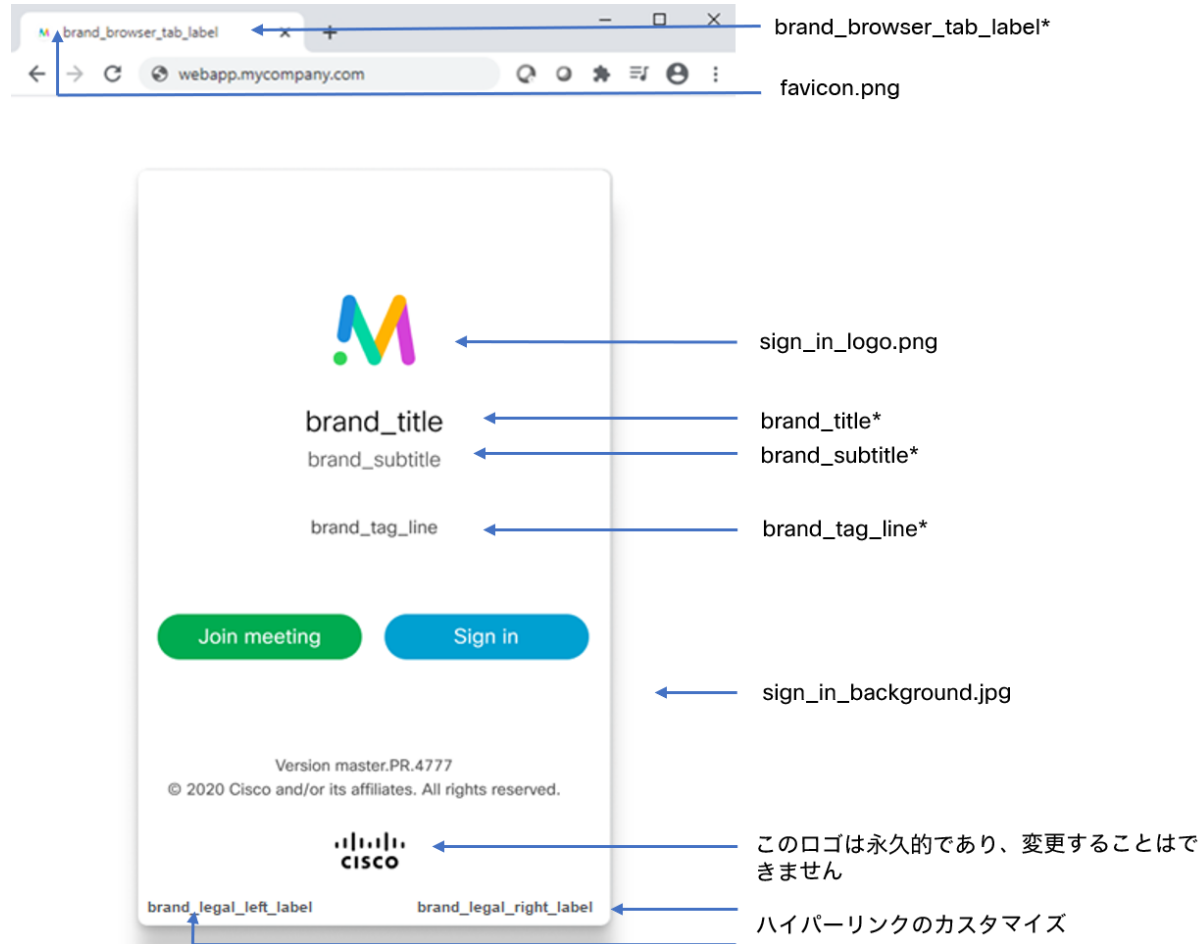 brand_browser_tab_label
brand_browser_tab_label*
webapp.mycompany.com
favicon.png
sign_in_logo.png
brand_title
brand_title*
brand_subtitle
brand_subtitle*
brand_tag_line
brand_tag_line*
Join meeting
Sign in
sign_in_background.jpg
Version master.PR.4777
© 2020 Cisco and/or its affiliates. All rights reserved.
CISCO
このロゴは永久的であり、変更することはで
きません
brand_legal_left_label
brand_legal_right_label
ハイパーリンクのカスタマイズ